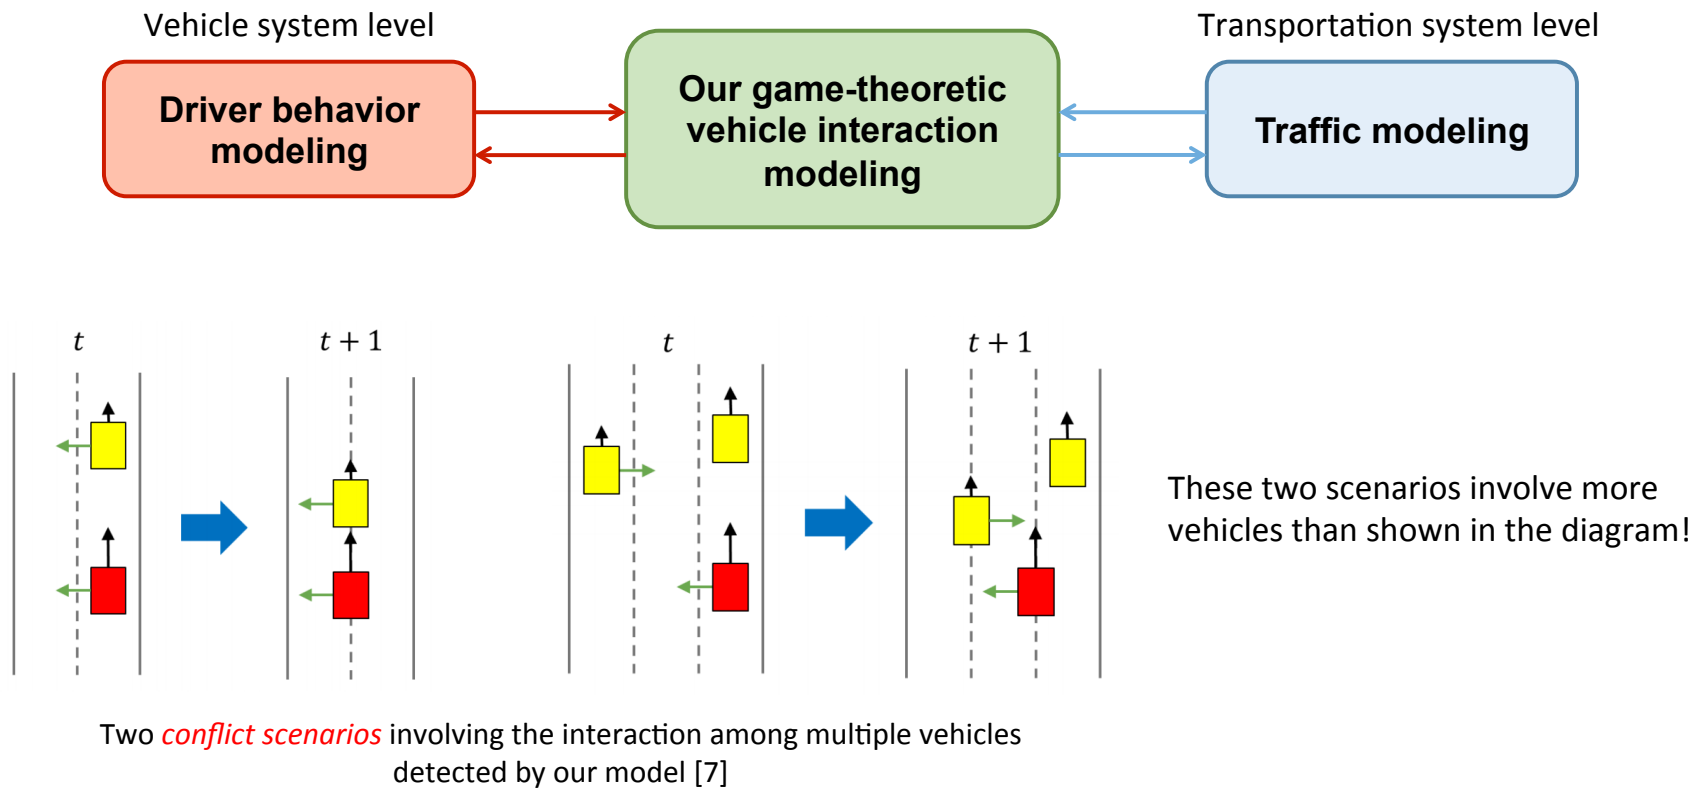 Vehicle system level
Transportation system level
Driver behavior
modeling
Our game-theoretic
vehicle interaction
modeling
Traffic modeling
t
t + 1
t
t + 1
These two scenarios involve more
vehicles than shown in the diagram!
Two conflict scenarios involving the interaction among multiple vehicles
detected by our model [7]